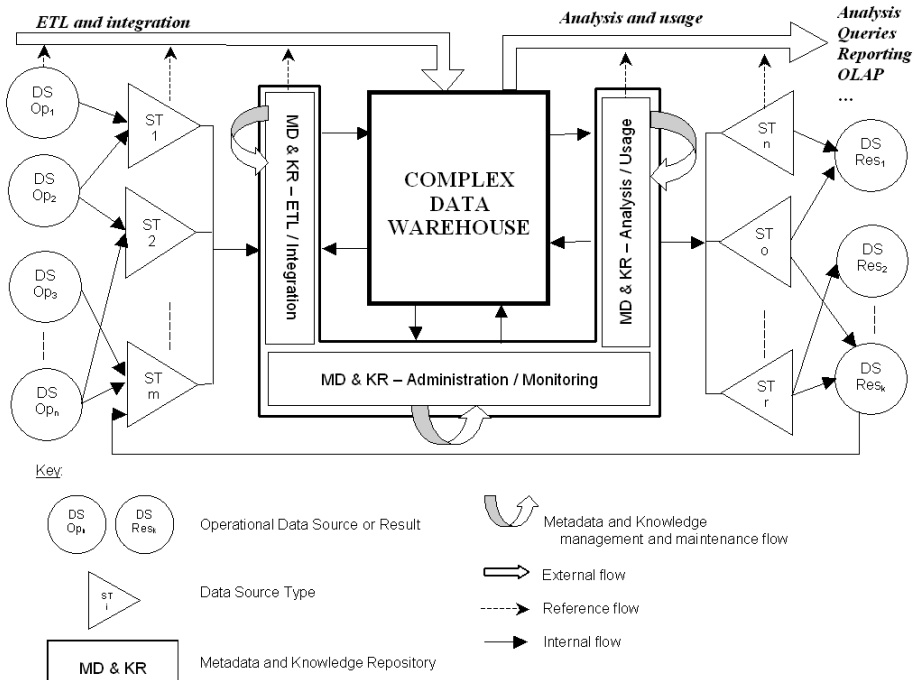 ETL and integration
Analysis and usage
Analysis
Queries
Reporting
OLAP
...
DS
Op1
DS
Op2
DS
Op3
DS
Opn
ST
1
ST
2
ST
m
MD & KR – ETL / Integration
COMPLEX
DATA
WAREHOUSE
MD & KR – Analysis / Usage
MD & KR – Administration / Monitoring
ST
n
ST
o
ST
r
DS
Res1
DS
Res2
DS
Resk
Key:
DS
Opn
DS
Resk
Operational Data Source or Result
ST
i
Data Source Type
MD & KR
Metadata and Knowledge Repository
Metadata and Knowledge
management and maintenance flow
External flow
Reference flow
Internal flow